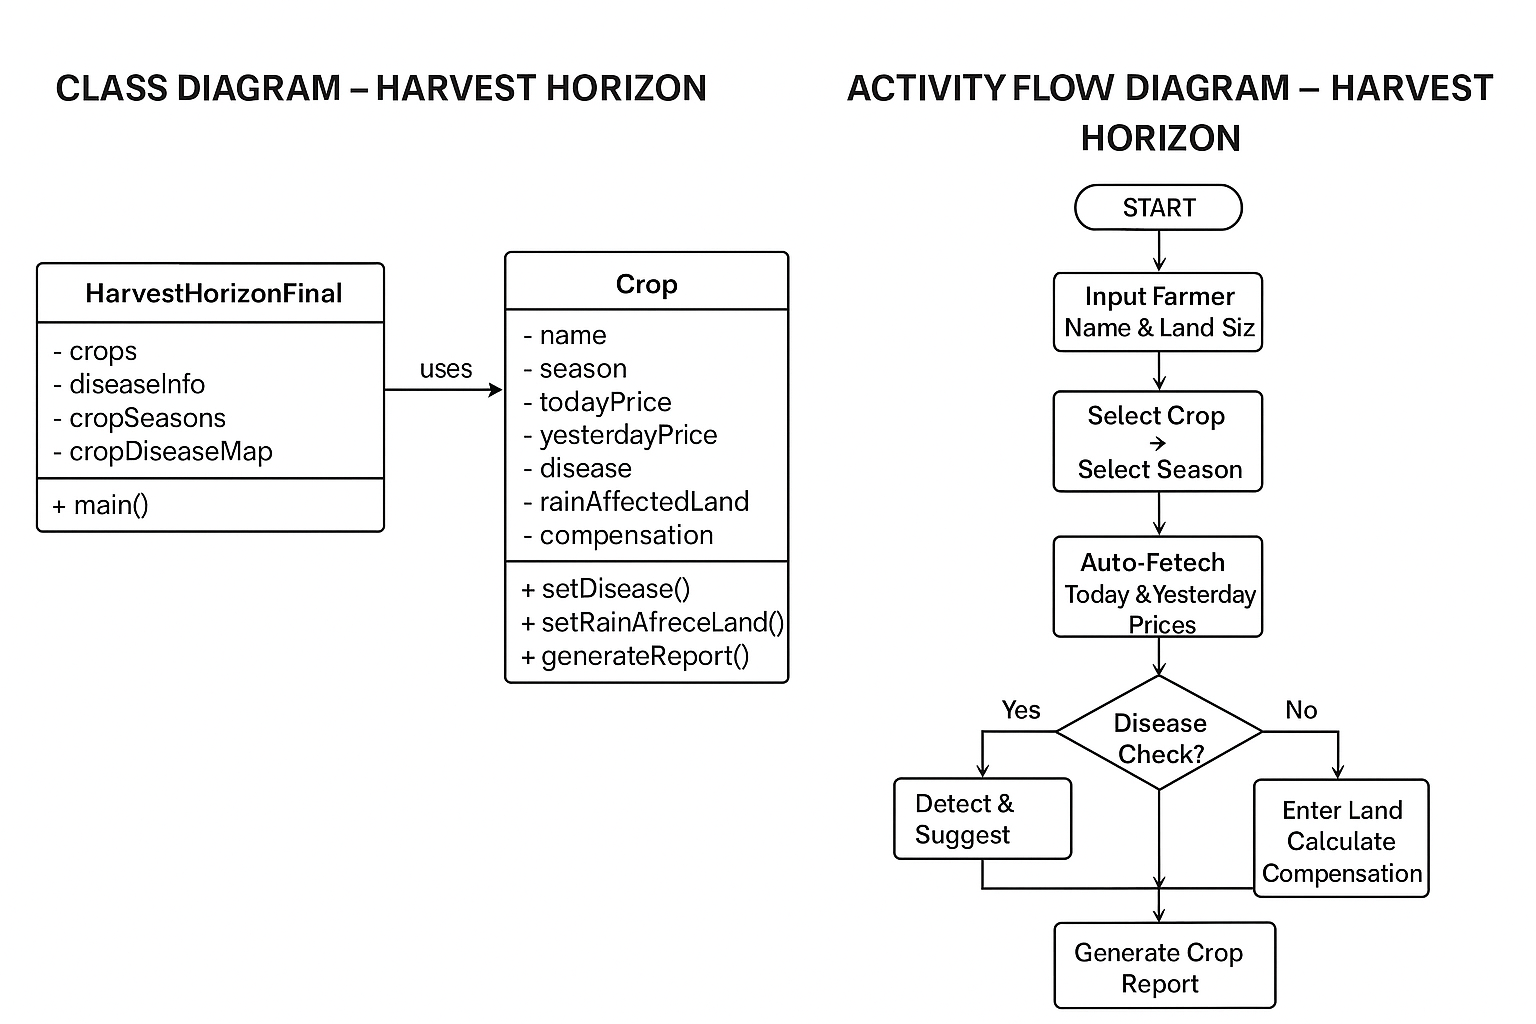 CLASS DIAGRAM – HARVEST HORIZON
HarvestHorizonFinal
- crops
- diseaseInfo
- cropSeasons
- cropDiseaseMap
+ main()
uses
Crop
- name
- season
- todayPrice
- yesterdayPrice
- disease
- rainAffectedLand
- compensation
+ setDisease()
+ setRainAfreceLand()
+ generateReport()
ACTIVITY FLOW DIAGRAM – HARVEST
HORIZON
START
Input Farmer
Name & Land Siz
Select Crop
→
Select Season
Auto-Fetech
Today &Yesterday
Prices
Disease
Check?
Yes
No
Detect &
Suggest
Enter Land
Calculate
Compensation
Generate Crop
Report